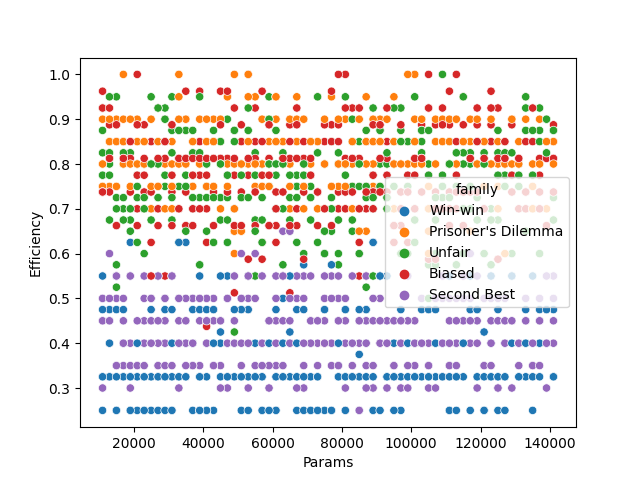 1.0
0.9
0.8
0.7
0.6
0.5
0.4
0.3
Efficiency
family
Win-win
Prisoner's Dilemma
Unfair
Biased
Second Best
20000 40000 60000 80000 100000 120000 140000
Params